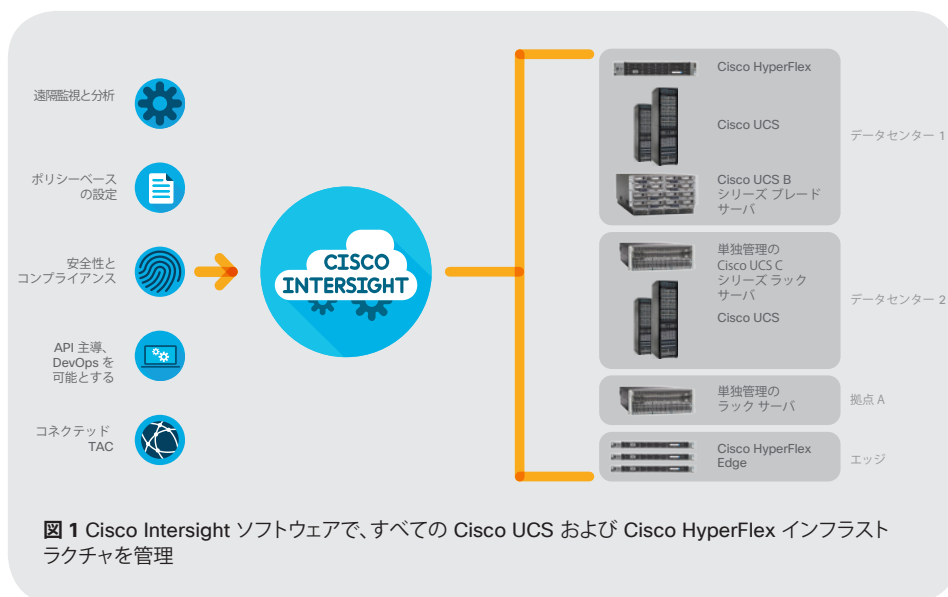 遠隔監視と分析
ポリシーベース
の設定
安全性と
コンプライアンス
API 主導、
DevOps を
可能とする
コネクテッド
TAC
CISCO
INTERSIGHT
Cisco HyperFlex
Cisco UCS
Cisco UCS B
シリーズ ブレード
サーバ
データセンター 1
単独管理の
Cisco UCS C
シリーズ ラック
サーバ
Cisco UCS
データセンター 2
単独管理の
ラック サーバ
拠点 A
Cisco HyperFlex
Edge
エッジ
図 1 Cisco Intersight ソフトウェアで、すべての Cisco UCS および Cisco HyperFlex インフラスト
ラクチャを管理